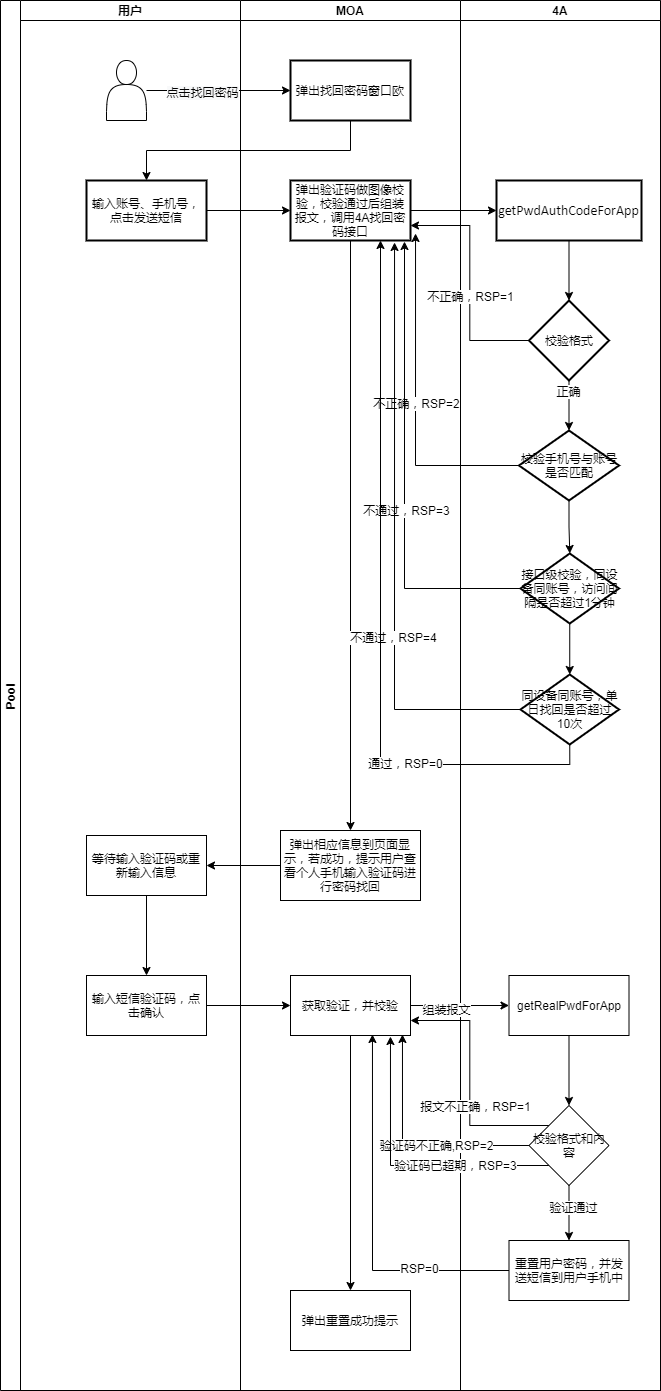 用户
MOA
4A
Pool
点击找回密码
弹出找回密码窗口欧
输入账号、手机号，
点击发送短信
弹出验证码做图像校
验，校验通过后组装
报文，调用4A找回密
码接口
getPwdAuthCodeForApp
不正确，RSP=1
校验格式
正确
不正确，RSP=2
校验手机号与账号
是否匹配
不通过，RSP=3
接口级校验，同设
备同账号，访问间
隔是否超过1分钟
不通过，RSP=4
同设备同账号，单
日找回是否超过
10次
通过，RSP=0
等待输入验证码或重
新输入信息
弹出相应信息到页面显
示，若成功，提示用户查
看个人手机输入验证码进
行密码找回
输入短信验证码，点
击确认
获取验证，并校验
组装报文
getRealPwdForApp
报文不正确，RSP=1
验证码不正确,RSP=2
验证码已超期，RSP=3
校验格式和内
容
验证通过
RSP=0
重置用户密码，并发
送短信到用户手机中
弹出重置成功提示